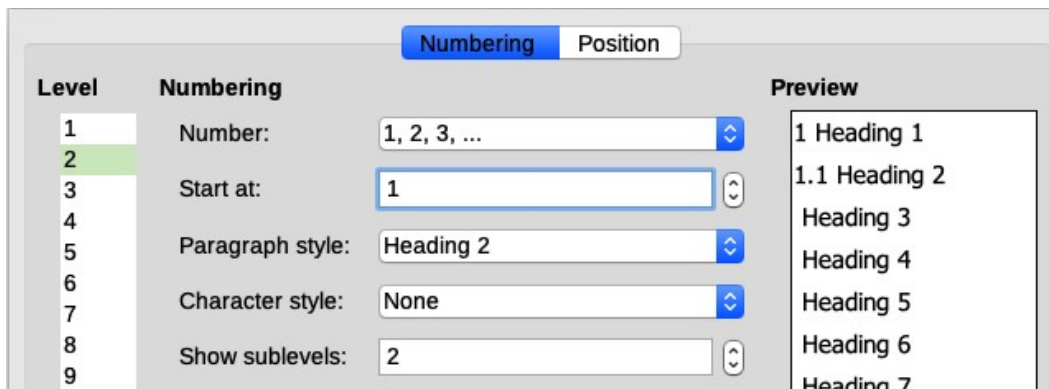 Numbering Position
Level Numbering Preview
1 Number: 1, 2, 3, ... 1 Heading 1
2 1.1 Heading 2
3 Start at: 1 Heading 3
4 Heading 4
5 Paragraph style: Heading 2 Heading 5
6 Character style: None Heading 6
7 Heading 7
8 Show sublevels: 2
9